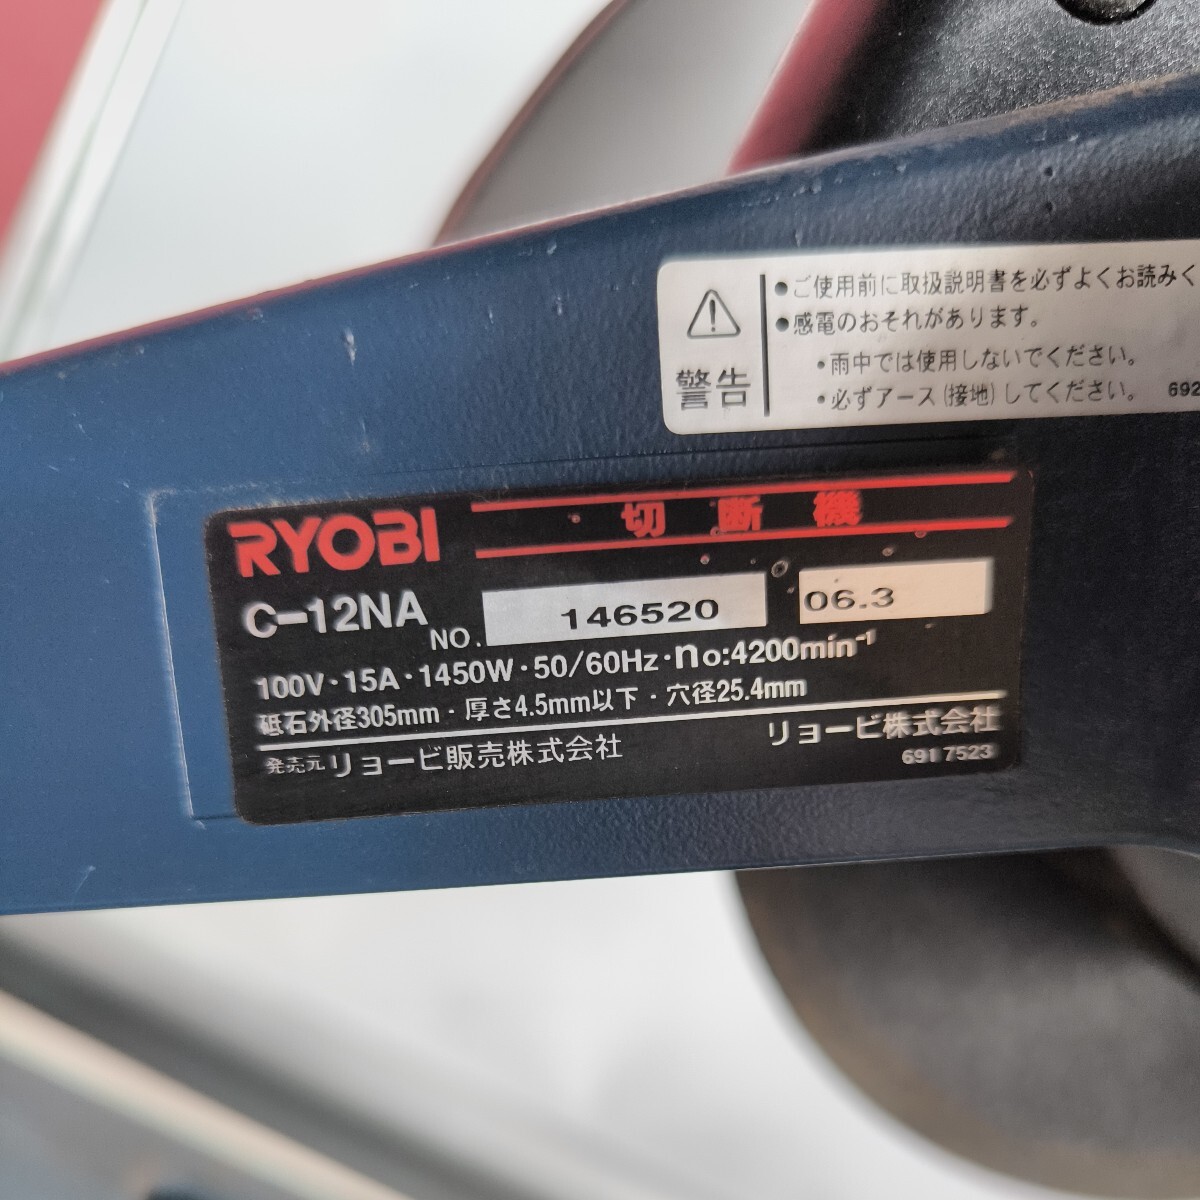 ●ご使用前に取扱説明書を必ずよくお読みく
●感電のおそれがあります。
・雨中では使用しないでください。
・必ずアース(接地)してください。 692
警告
RYOBI 切断機
C-12NA NO. 146520 06.3
100V・15A・1450W・50/60Hz・no:4200min⁻¹
砥石外径305mm・厚さ4.5mm以下・穴径25.4mm
発売元リョービ販売株式会社 リョービ株式会社
691 7523